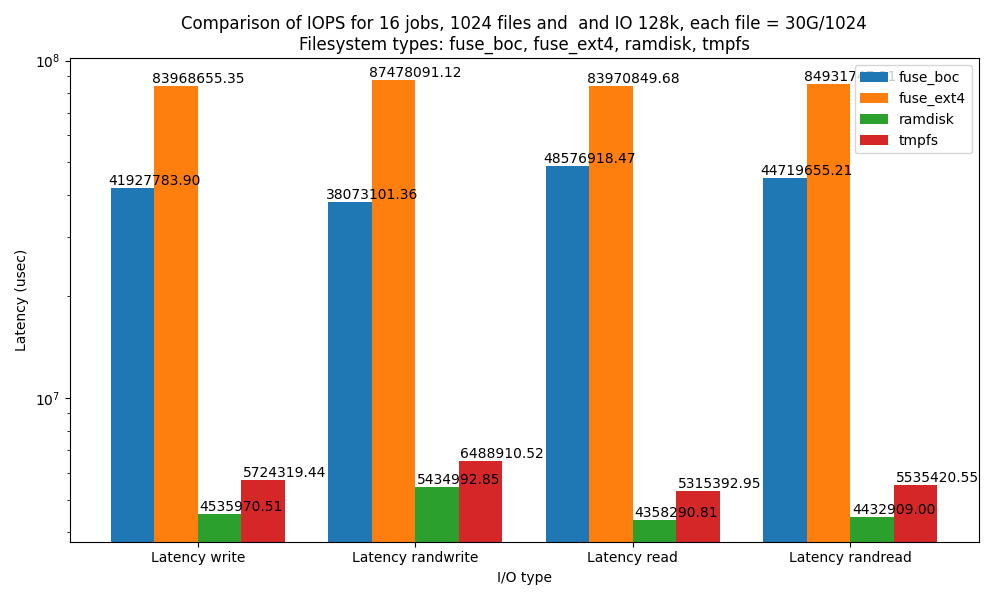 Comparison of IOPS for 16 jobs, 1024 files and  and IO 128k, each file = 30G/1024
Filesystem types: fuse_boc, fuse_ext4, ramdisk, tmpfs
Latency (usec)
10^8
10^7
83968655.35
87478091.12
83970849.68
41927783.90
38073101.36
48576918.47
44719655.21
5724319.44
6488910.52
5315392.95
5535420.55
4535970.51
5434992.85
4358290.81
4432909.00
fuse_boc
fuse_ext4
ramdisk
tmpfs
Latency write
Latency randwrite
Latency read
Latency randread
I/O type